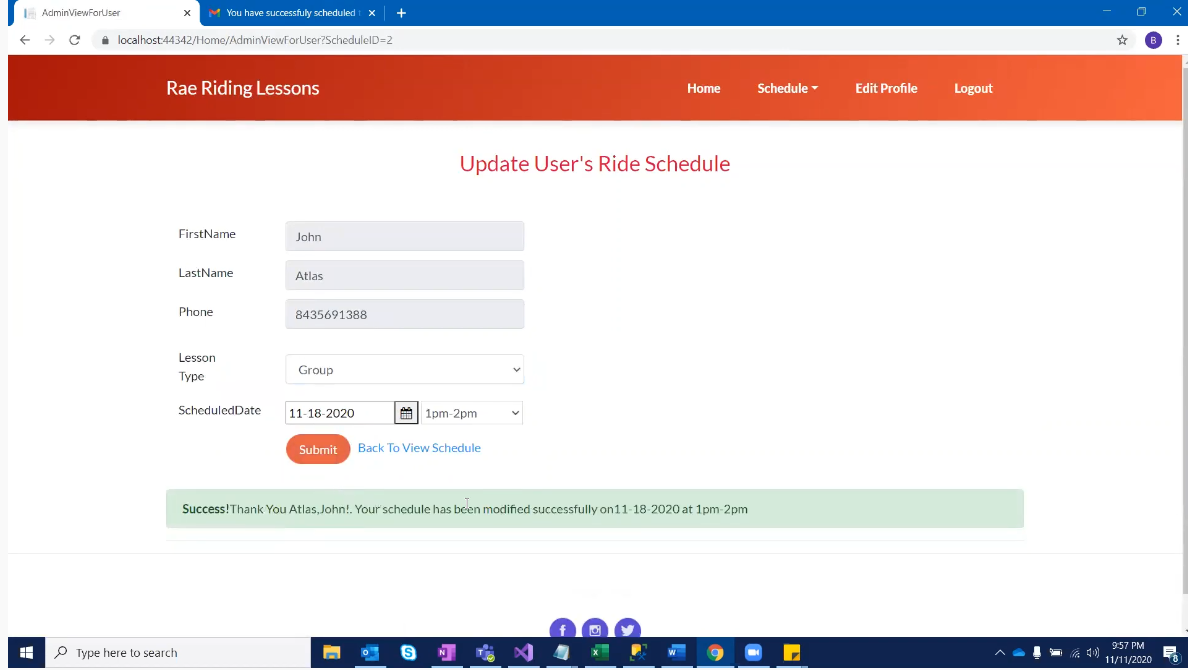 AdminViewForUser
You have successfuly scheduled
localhost:44342/Home/AdminViewForUser?ScheduleID=2
B
Rae Riding Lessons
Home
Schedule
Edit Profile
Logout
Update User's Ride Schedule
FirstName
John
LastName
Atlas
Phone
8435691388
Lesson
Type
Group
ScheduledDate
11-18-2020
1pm-2pm
Submit
Back To View Schedule
Success!Thank You Atlas,John!. Your schedule has been modified successfully on11-18-2020 at 1pm-2pm
Type here to search
9:57 PM
11/11/2020
8